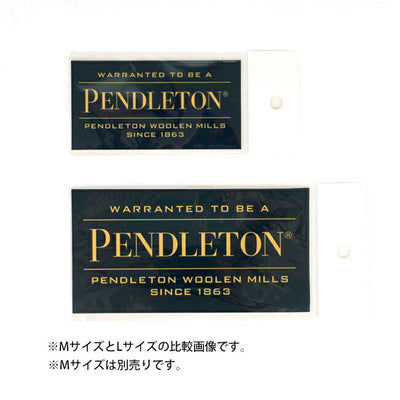 WARRANTED TO BE A
PENDLETON®
PENDLETON WOOLEN MILLS
SINCE 1863
WARRANTED TO BE A
PENDLETON®
PENDLETON WOOLEN MILLS
SINCE 1863
※MサイズとLサイズの比較画像です。
※Mサイズは別売りです。